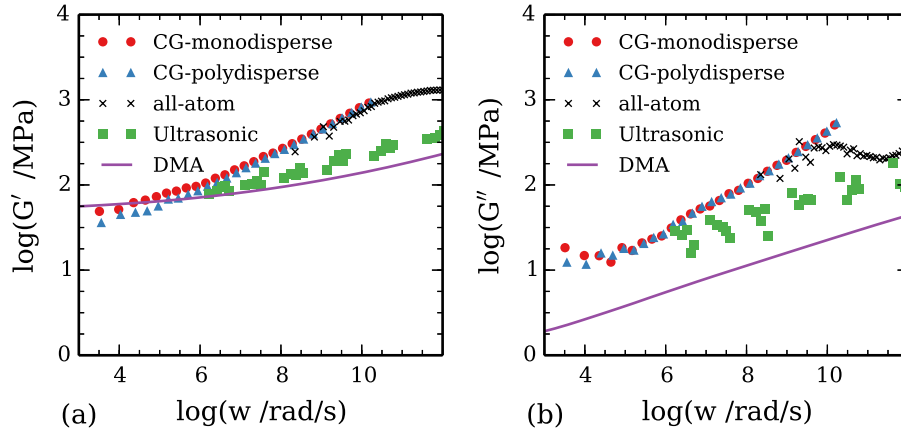 4
3
2
1
0
log(G′ /MPa)
CG-monodisperse
CG-polydisperse
all-atom
Ultrasonic
DMA
4 6 8 10
log(w /rad/s)
(a)
4
3
2
1
0
log(G″ /MPa)
CG-monodisperse
CG-polydisperse
all-atom
Ultrasonic
DMA
4 6 8 10
log(w /rad/s)
(b)